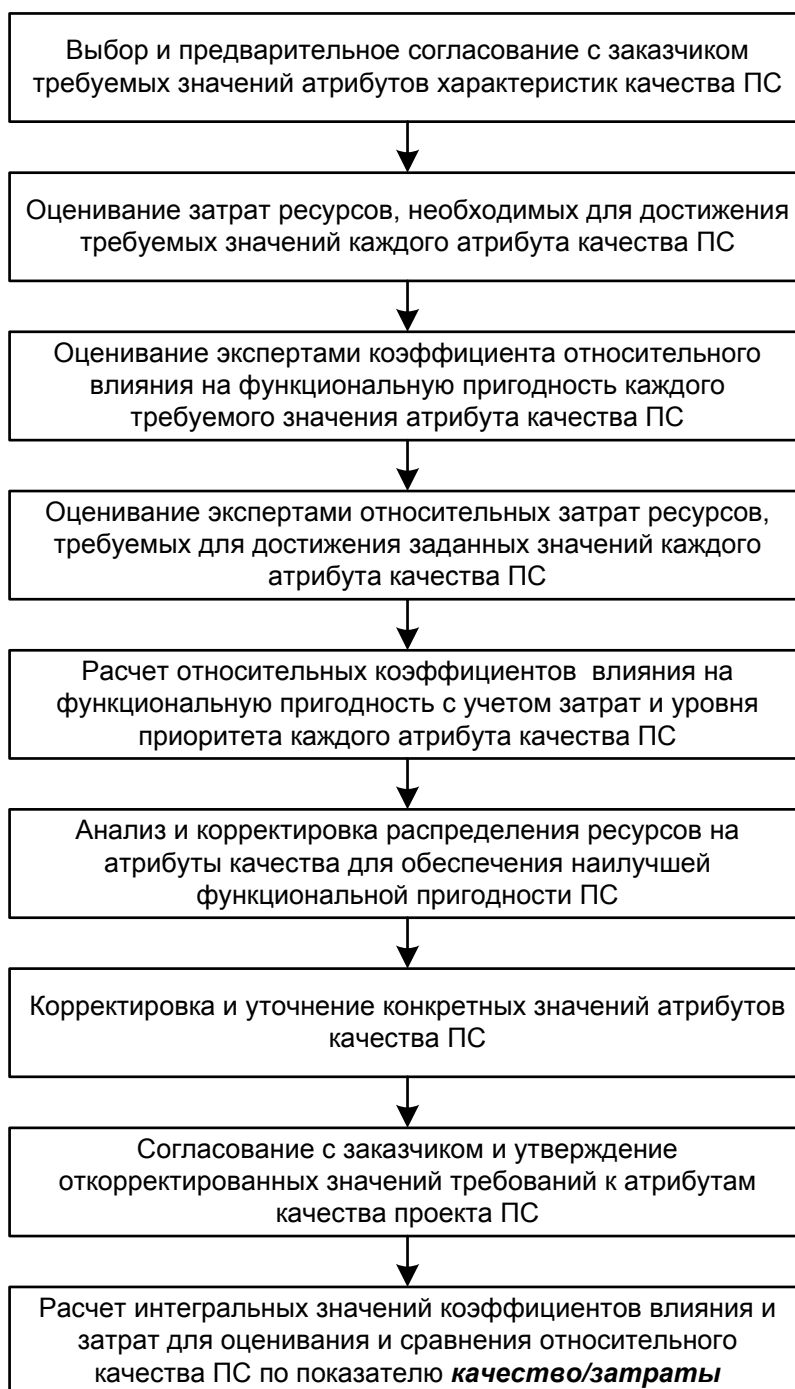 Выбор и предварительное согласование с заказчиком
требуемых значений атрибутов характеристик качества ПС
Оценивание затрат ресурсов, необходимых для достижения
требуемых значений каждого атрибута качества ПС
Оценивание экспертами коэффициента относительного
влияния на функциональную пригодность каждого
требуемого значения атрибута качества ПС
Оценивание экспертами относительных затрат ресурсов,
требуемых для достижения заданных значений каждого
атрибута качества ПС
Расчет относительных коэффициентов влияния на
функциональную пригодность с учетом затрат и уровня
приоритета каждого атрибута качества ПС
Анализ и корректировка распределения ресурсов на
атрибуты качества для обеспечения наилучшей
функциональной пригодности ПС
Корректировка и уточнение конкретных значений атрибутов
качества ПС
Согласование с заказчиком и утверждение
откорректированных значений требований к атрибутам
качества проекта ПС
Расчет интегральных значений коэффициентов влияния и
затрат для оценивания и сравнения относительного
качества ПС по показателю качество/затраты